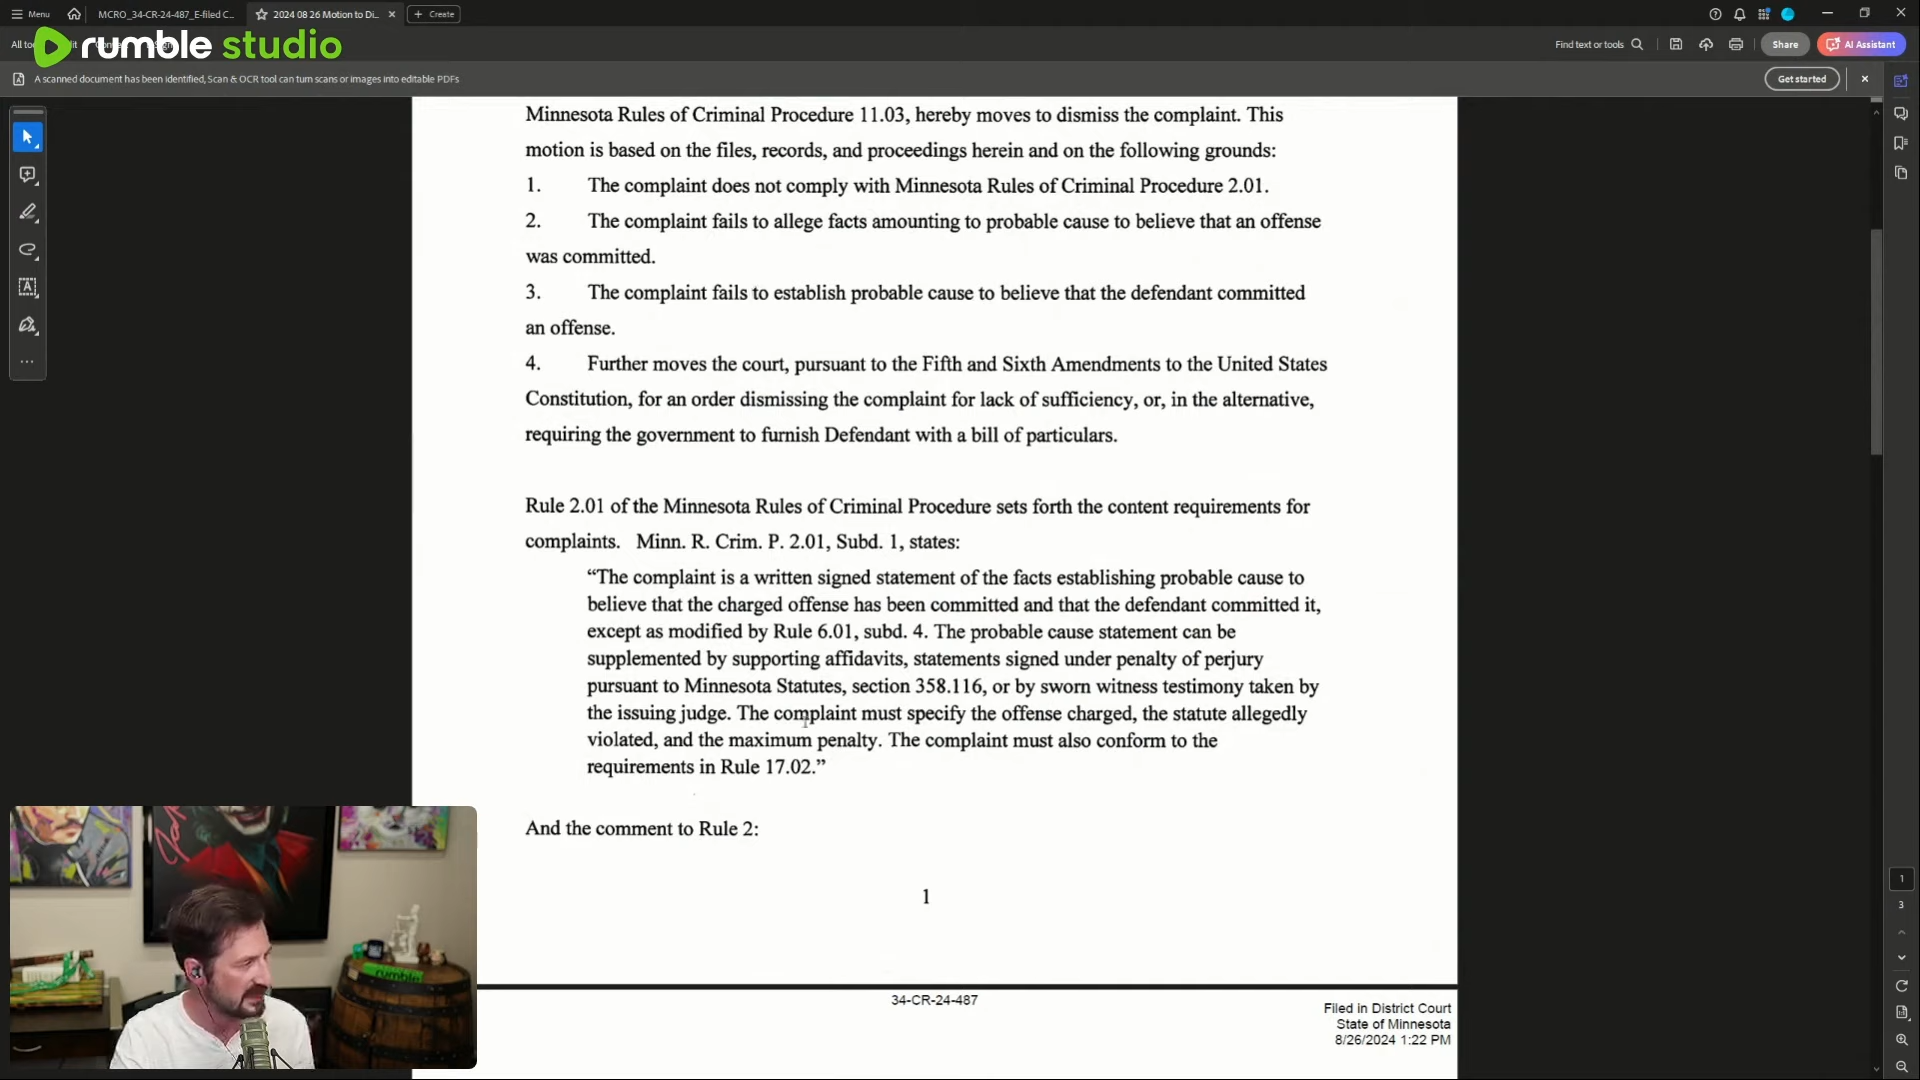 Menu
MCRO_34-CR-24-487_E-filed C...
2024 08 26 Motion to Di...
Create
rumble studio
Find text or tools
Share
AI Assistant
A scanned document has been identified, Scan & OCR tool can turn scans or images into editable PDFs
Get started
Minnesota Rules of Criminal Procedure 11.03, hereby moves to dismiss the complaint. This
motion is based on the files, records, and proceedings herein and on the following grounds:
1. The complaint does not comply with Minnesota Rules of Criminal Procedure 2.01.
2. The complaint fails to allege facts amounting to probable cause to believe that an offense
was committed.
3. The complaint fails to establish probable cause to believe that the defendant committed
an offense.
4. Further moves the court, pursuant to the Fifth and Sixth Amendments to the United States
Constitution, for an order dismissing the complaint for lack of sufficiency, or, in the alternative,
requiring the government to furnish Defendant with a bill of particulars.
Rule 2.01 of the Minnesota Rules of Criminal Procedure sets forth the content requirements for
complaints. Minn. R. Crim. P. 2.01, Subd. 1, states:
“The complaint is a written signed statement of the facts establishing probable cause to
believe that the charged offense has been committed and that the defendant committed it,
except as modified by Rule 6.01, subd. 4. The probable cause statement can be
supplemented by supporting affidavits, statements signed under penalty of perjury
pursuant to Minnesota Statutes, section 358.116, or by sworn witness testimony taken by
the issuing judge. The complaint must specify the offense charged, the statute allegedly
violated, and the maximum penalty. The complaint must also conform to the
requirements in Rule 17.02.”
And the comment to Rule 2:
1
34-CR-24-487
Filed in District Court
State of Minnesota
8/26/2024 1:22 PM
1
3
rumble